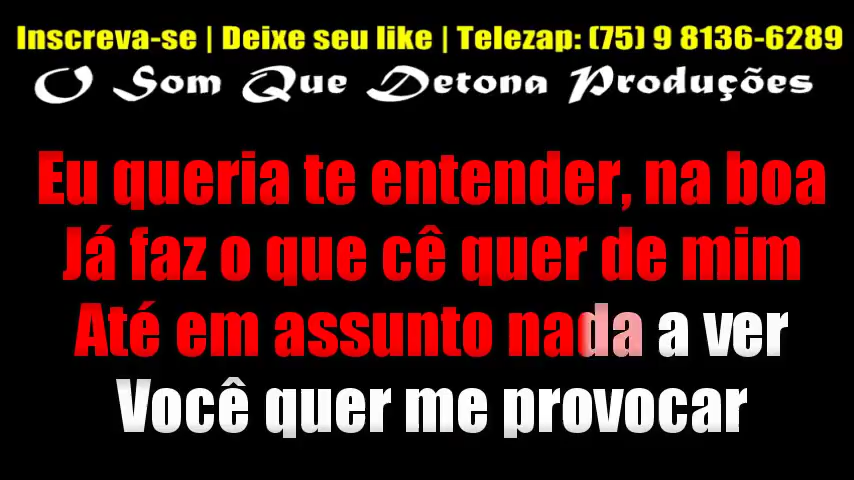 Inscreva-se | Deixe seu like | Telezap: (75) 9 8136-6289
O Som Que Detona Produções
Eu queria te entender, na boa
Já faz o que cê quer de mim
Até em assunto nada a ver
Você quer me provocar